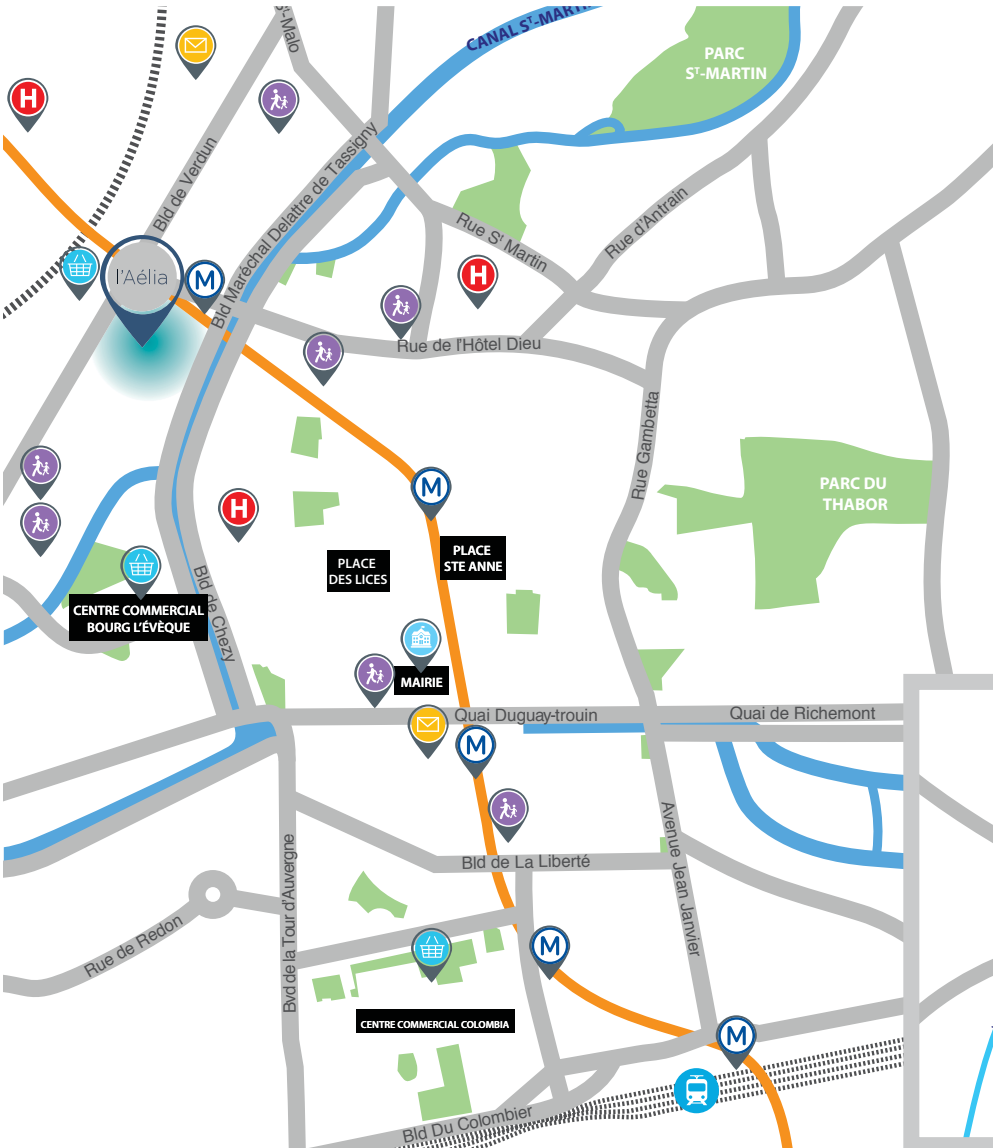 St-Malo
CANAL ST-MARTIN
PARC
ST-MARTIN
H
Bld de Verdun
Bld Maréchal Delattre de Tassigny
Rue St Martin
Rue d'Antrain
l'Aélia
M
H
Rue de l'Hôtel Dieu
Rue Gambetta
M
H
PARC DU
THABOR
PLACE
STE ANNE
PLACE
DES LICES
Bld de Chezy
CENTRE COMMERCIAL
BOURG L'ÉVÈQUE
MAIRIE
Quai Duguay-trouin
Quai de Richemont
M
Avenue Jean Janvier
Bld de La Liberté
Bvd de la Tour d'Auvergne
Rue de Redon
M
CENTRE COMMERCIAL COLOMBIA
M
Bld Du Colombier